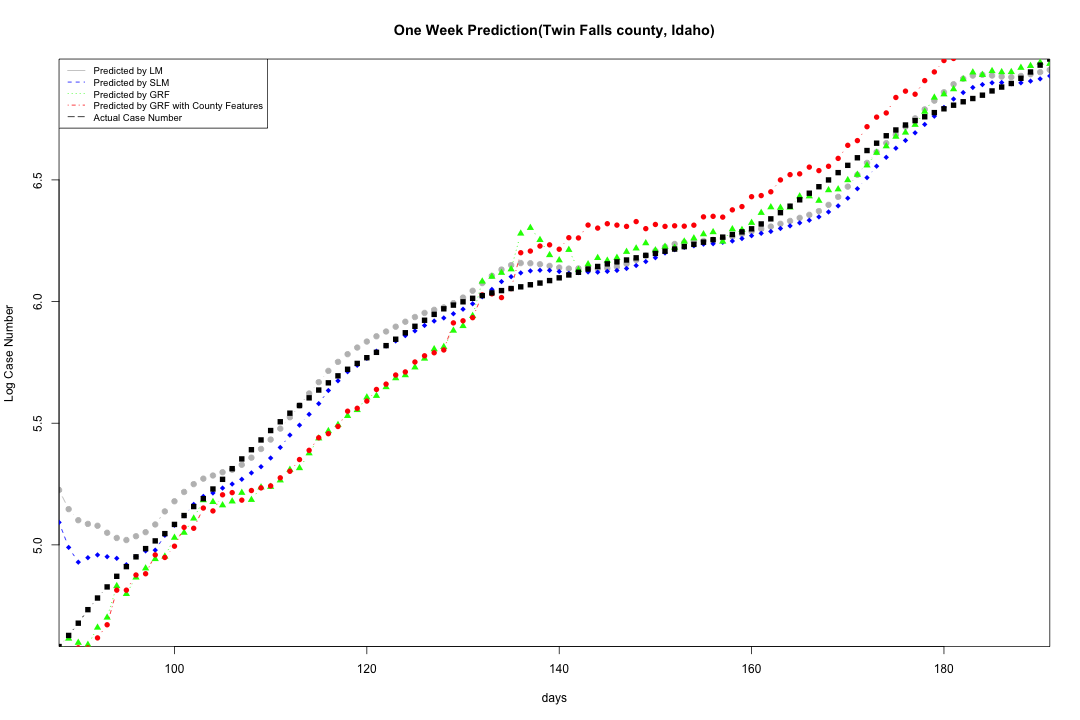 One Week Prediction(Twin Falls county, Idaho)
Predicted by LM
Predicted by SLM
Predicted by GRF
Predicted by GRF with County Features
Actual Case Number
Log Case Number
6.5
6.0
5.5
5.0
100 120 140 160 180
days